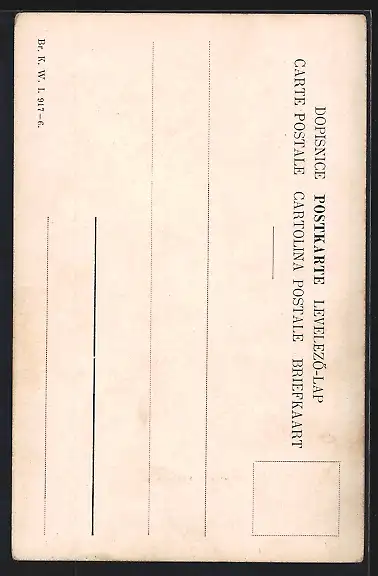 DOPISNICE POSTKARTE LEVELEZŐ-LAP
CARTE POSTALE CARTOLINA POSTALE BRIEFKAART
Br. K. W. I. 917–6.